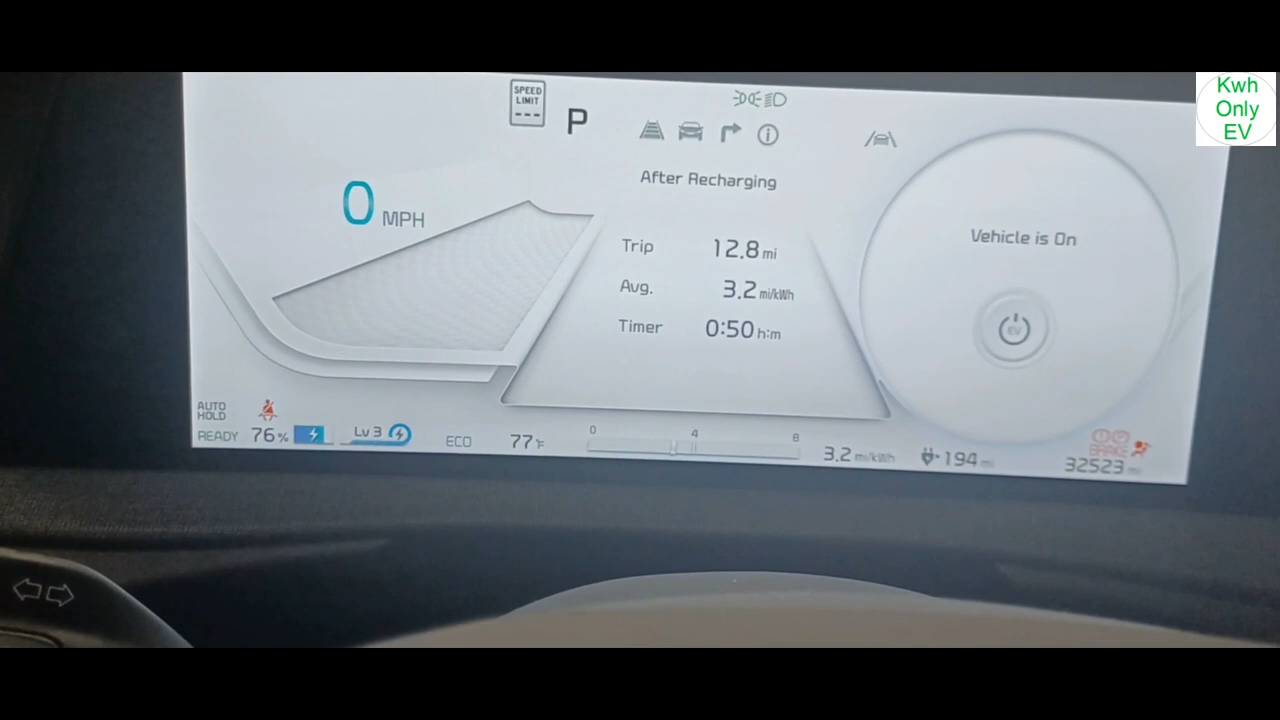 Kwh
Only
EV
SPEED
LIMIT
---
P
After Recharging
0 MPH
Trip 12.8 mi
Avg. 3.2 mi/kWh
Timer 0:50 h:m
Vehicle is On
EV
AUTO
HOLD
READY 76% Lv 3 ECO 77°F 0 4 8 3.2 mi/kWh 194 mi
BRAKE
32523 mi